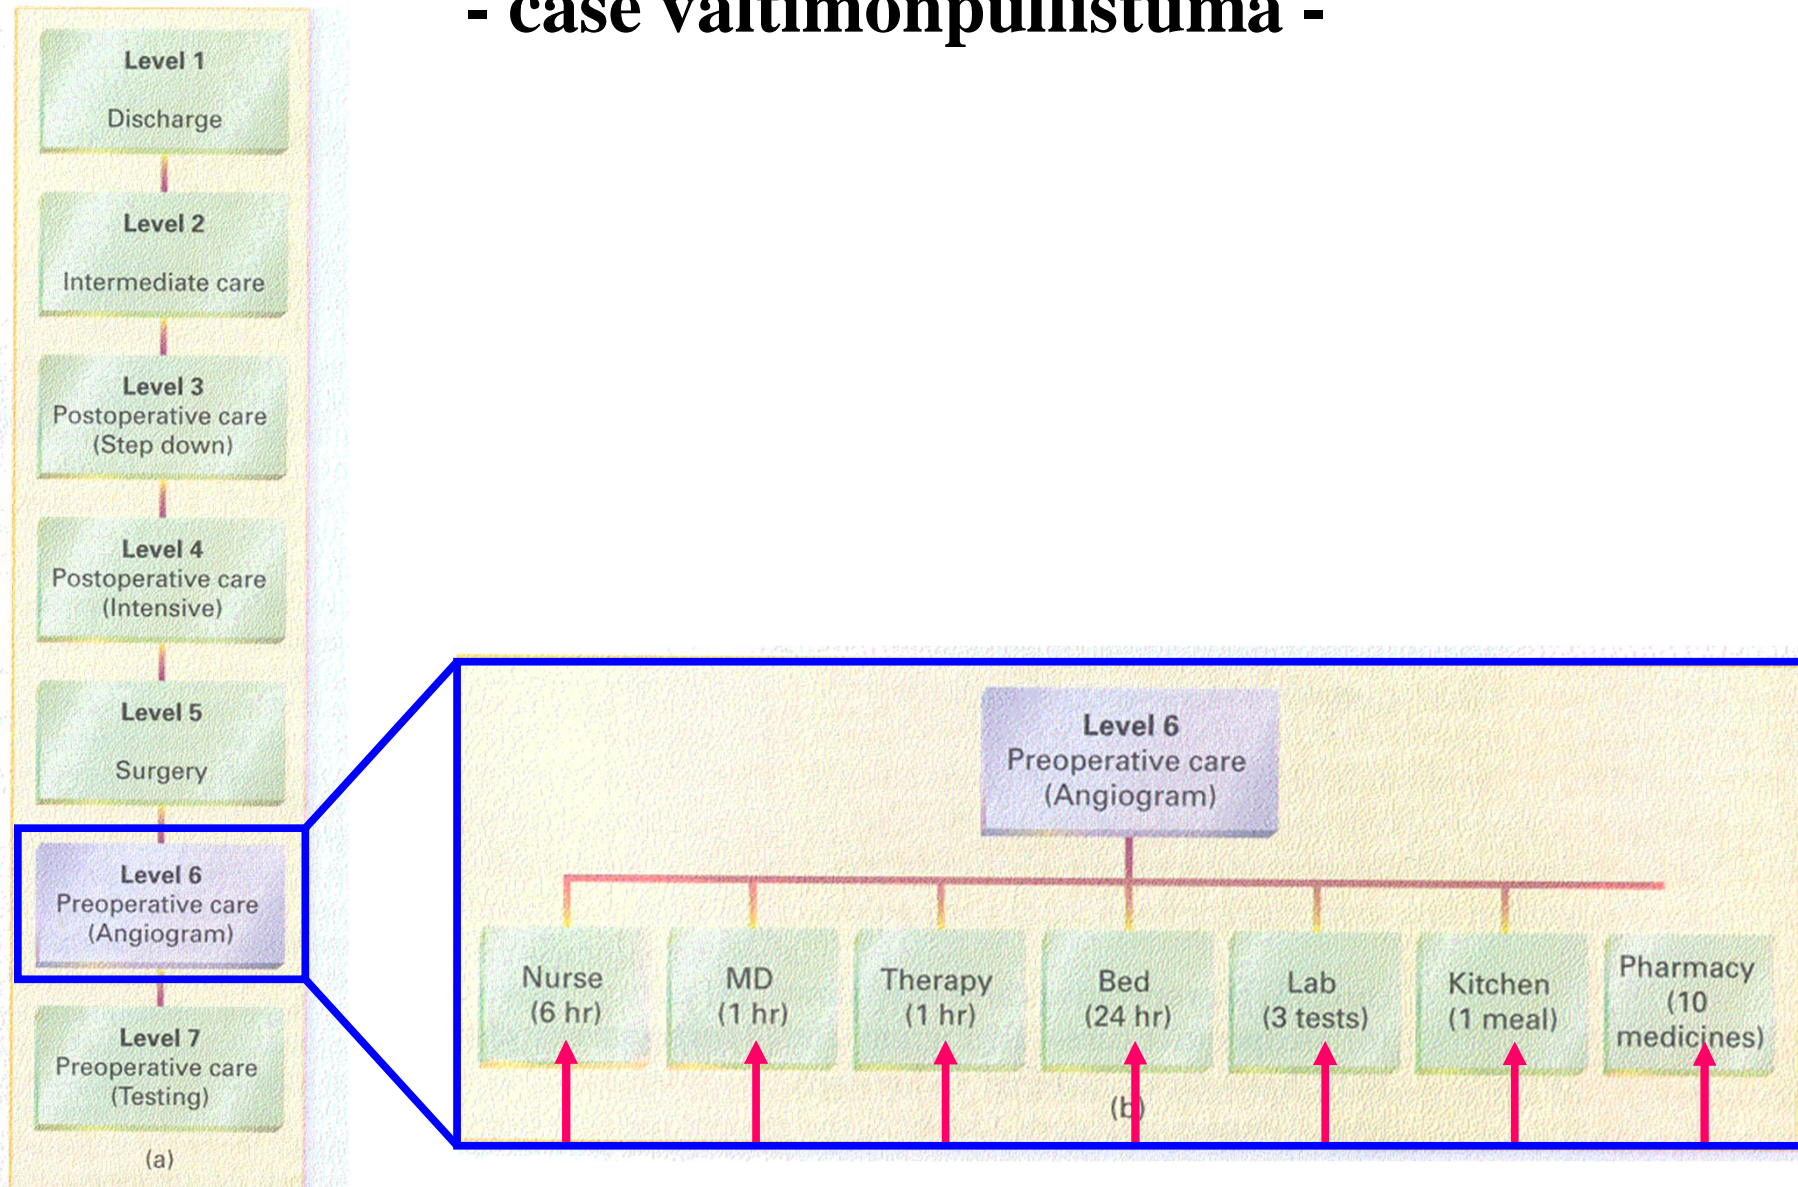 - case valtimonpullistuma -
Level 1
Discharge
Level 2
Intermediate care
Level 3
Postoperative care
(Step down)
Level 4
Postoperative care
(Intensive)
Level 5
Surgery
Level 6
Preoperative care
(Angiogram)
Level 7
Preoperative care
(Testing)
(a)
Level 6
Preoperative care
(Angiogram)
Nurse
(6 hr)
MD
(1 hr)
Therapy
(1 hr)
Bed
(24 hr)
Lab
(3 tests)
Kitchen
(1 meal)
Pharmacy
(10
medicines)
(b)